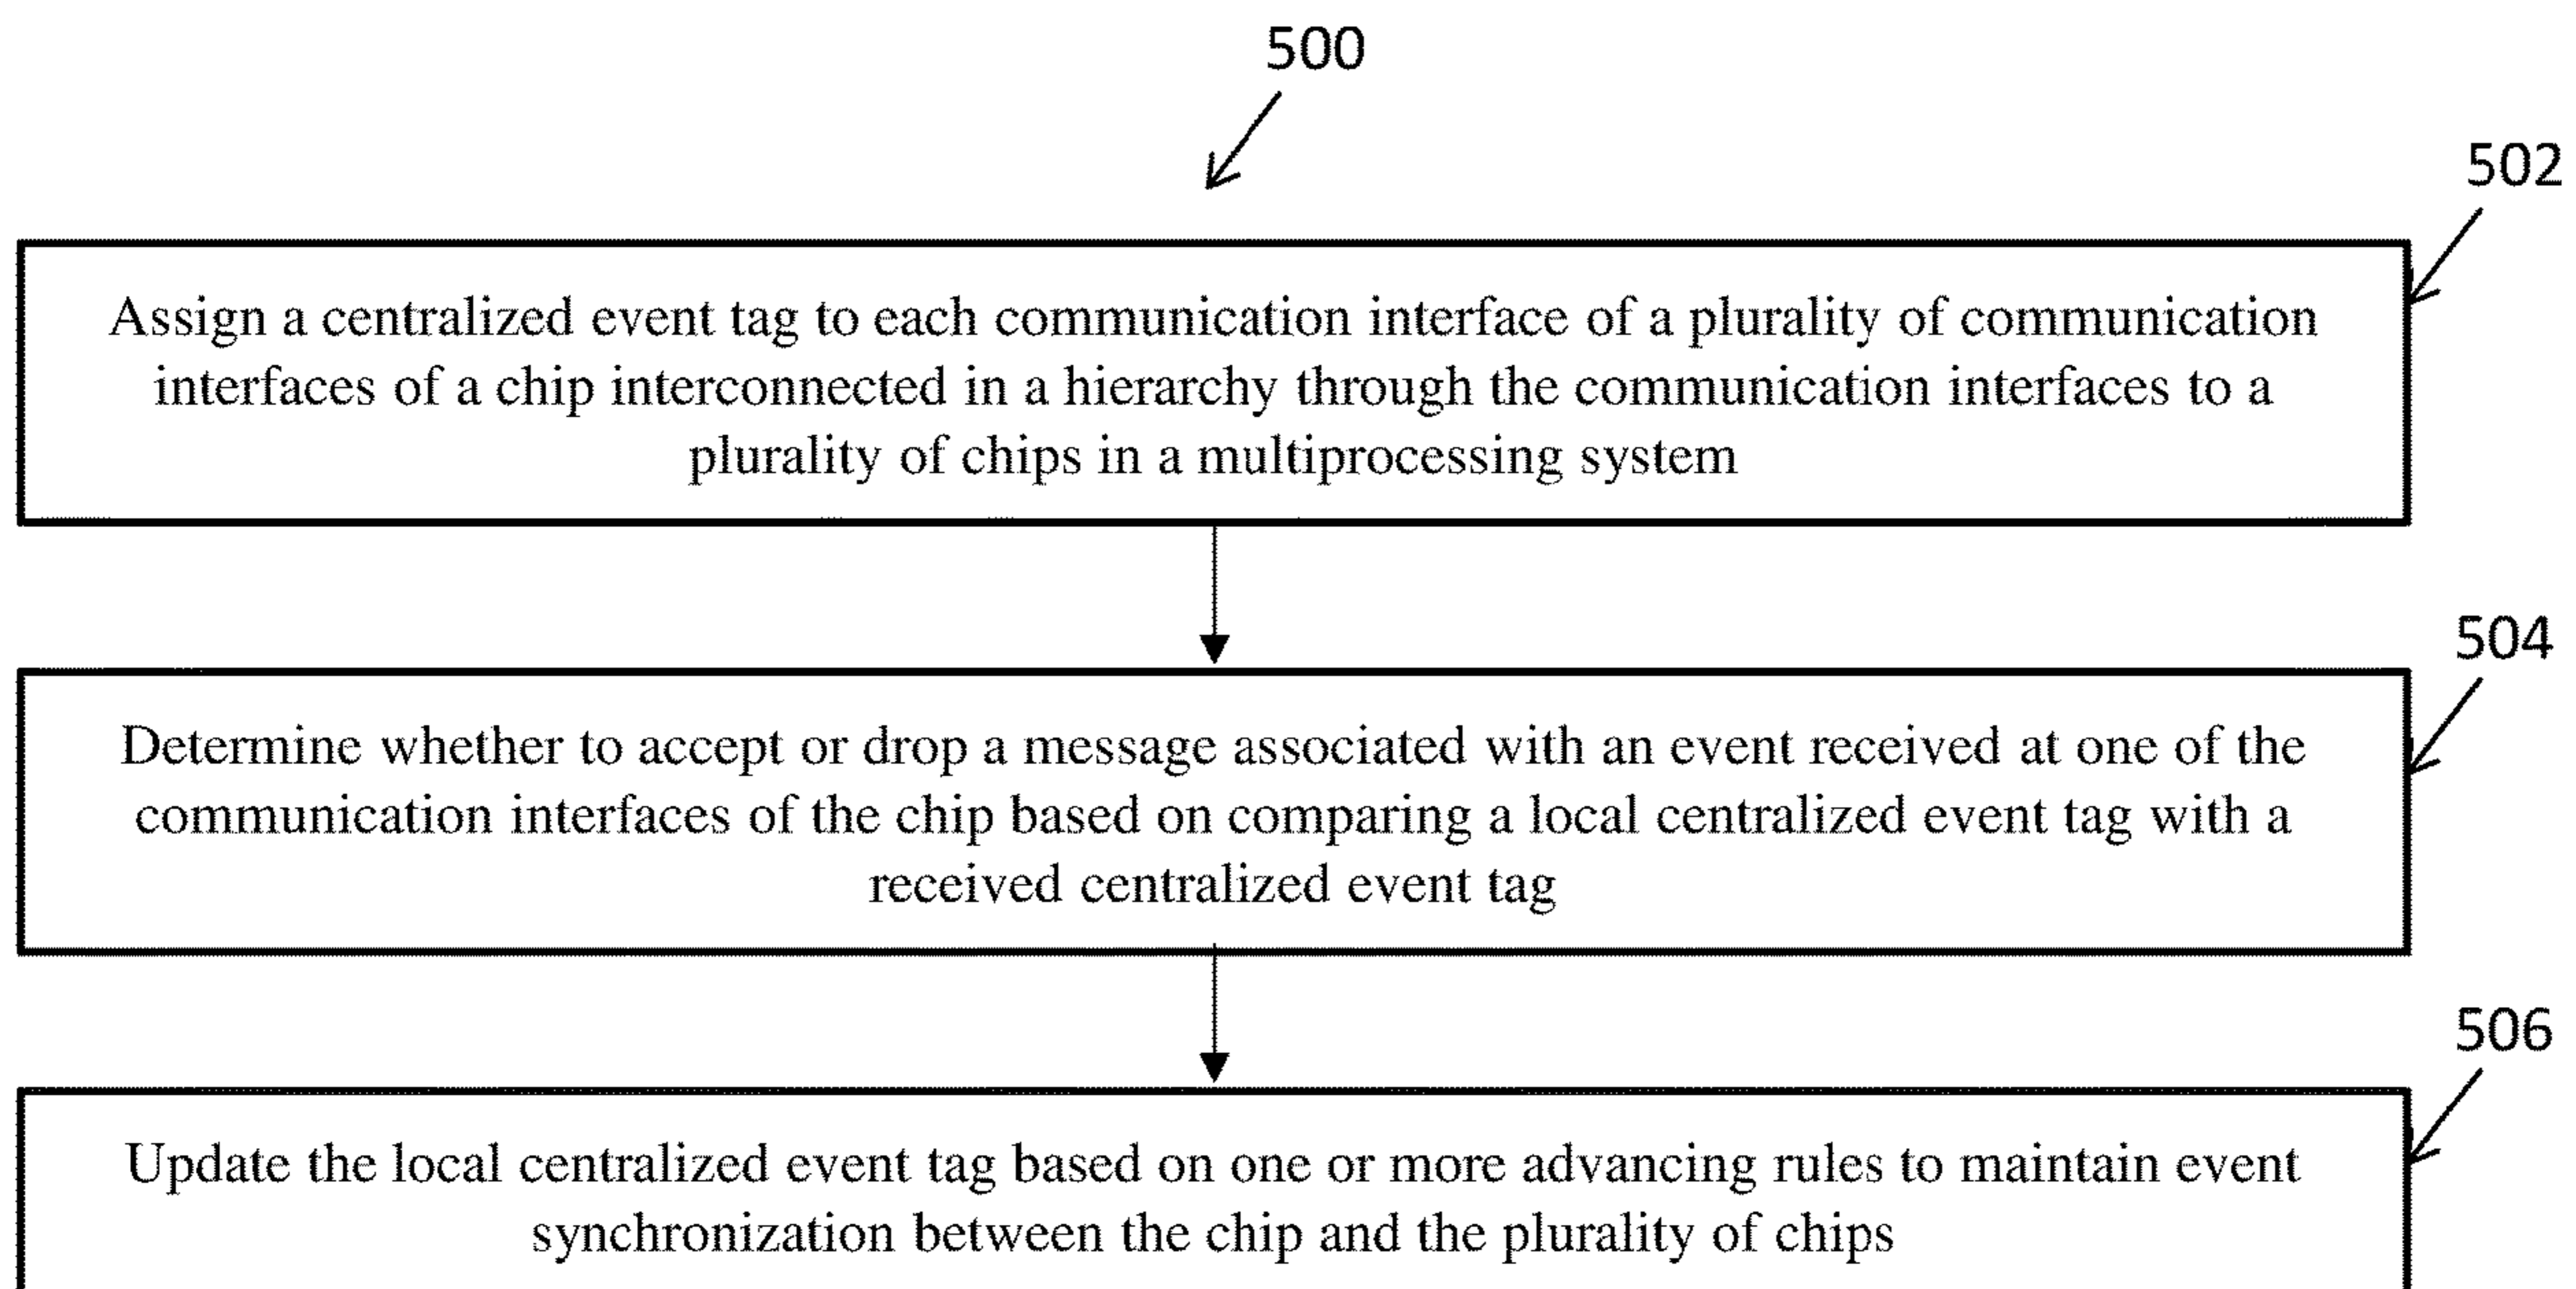 500
502
Assign a centralized event tag to each communication interface of a plurality of communication
interfaces of a chip interconnected in a hierarchy through the communication interfaces to a
plurality of chips in a multiprocessing system
504
Determine whether to accept or drop a message associated with an event received at one of the
communication interfaces of the chip based on comparing a local centralized event tag with a
received centralized event tag
506
Update the local centralized event tag based on one or more advancing rules to maintain event
synchronization between the chip and the plurality of chips